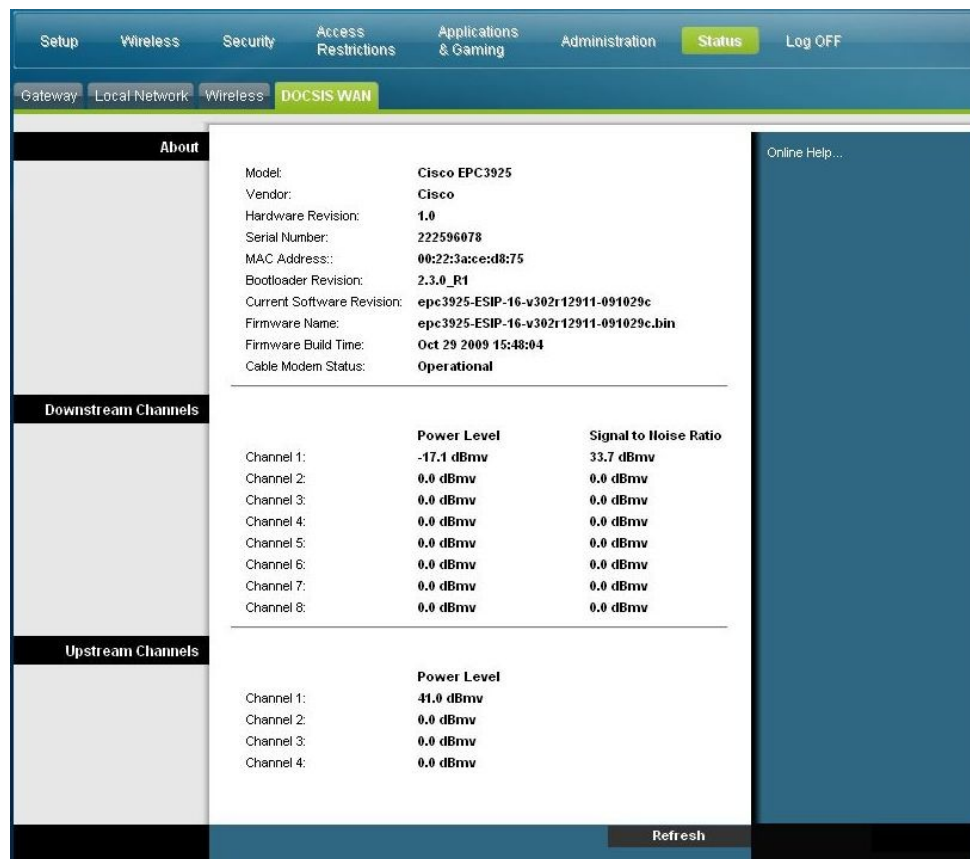 Setup Wireless Security Access Restrictions Applications & Gaming Administration Status Log OFF
Gateway Local Network Wireless DOCSIS WAN
About
Online Help...
Model: Cisco EPC3925
Vendor: Cisco
Hardware Revision: 1.0
Serial Number: 222596078
MAC Address:: 00:22:3a:ce:d8:75
Bootloader Revision: 2.3.0_R1
Current Software Revision: epc3925-ESIP-16-v302r12911-091029c
Firmware Name: epc3925-ESIP-16-v302r12911-091029c.bin
Firmware Build Time: Oct 29 2009 15:48:04
Cable Modem Status: Operational
Downstream Channels
Power Level Signal to Noise Ratio
Channel 1: -17.1 dBmv 33.7 dBmv
Channel 2: 0.0 dBmv 0.0 dBmv
Channel 3: 0.0 dBmv 0.0 dBmv
Channel 4: 0.0 dBmv 0.0 dBmv
Channel 5: 0.0 dBmv 0.0 dBmv
Channel 6: 0.0 dBmv 0.0 dBmv
Channel 7: 0.0 dBmv 0.0 dBmv
Channel 8: 0.0 dBmv 0.0 dBmv
Upstream Channels
Power Level
Channel 1: 41.0 dBmv
Channel 2: 0.0 dBmv
Channel 3: 0.0 dBmv
Channel 4: 0.0 dBmv
Refresh